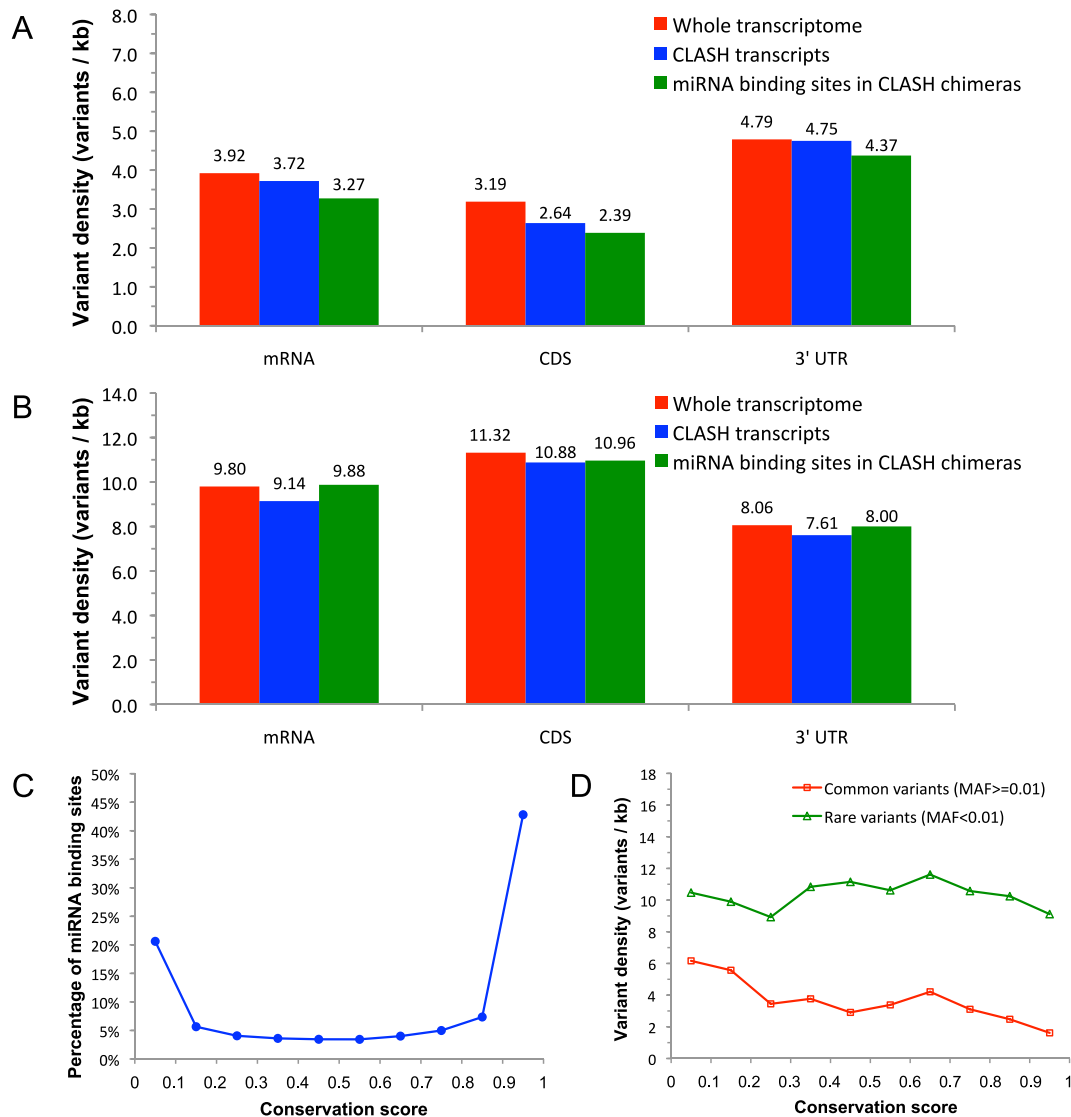 A
Variant density (variants / kb)
8.0
7.0
6.0
5.0
4.0
3.0
2.0
1.0
0.0
Whole transcriptome
CLASH transcripts
miRNA binding sites in CLASH chimeras
3.92
3.72
3.27
3.19
2.64
2.39
4.79
4.75
4.37
mRNA
CDS
3' UTR
B
Variant density (variants / kb)
14.0
12.0
10.0
8.0
6.0
4.0
2.0
0.0
Whole transcriptome
CLASH transcripts
miRNA binding sites in CLASH chimeras
9.80
9.14
9.88
11.32
10.88
10.96
8.06
7.61
8.00
mRNA
CDS
3' UTR
C
Percentage of miRNA binding sites
50%
45%
40%
35%
30%
25%
20%
15%
10%
5%
0%
0 0.1 0.2 0.3 0.4 0.5 0.6 0.7 0.8 0.9 1
Conservation score
D
Variant density (variants / kb)
18
16
14
12
10
8
6
4
2
0
Common variants (MAF>=0.01)
Rare variants (MAF<0.01)
0 0.1 0.2 0.3 0.4 0.5 0.6 0.7 0.8 0.9 1
Conservation score